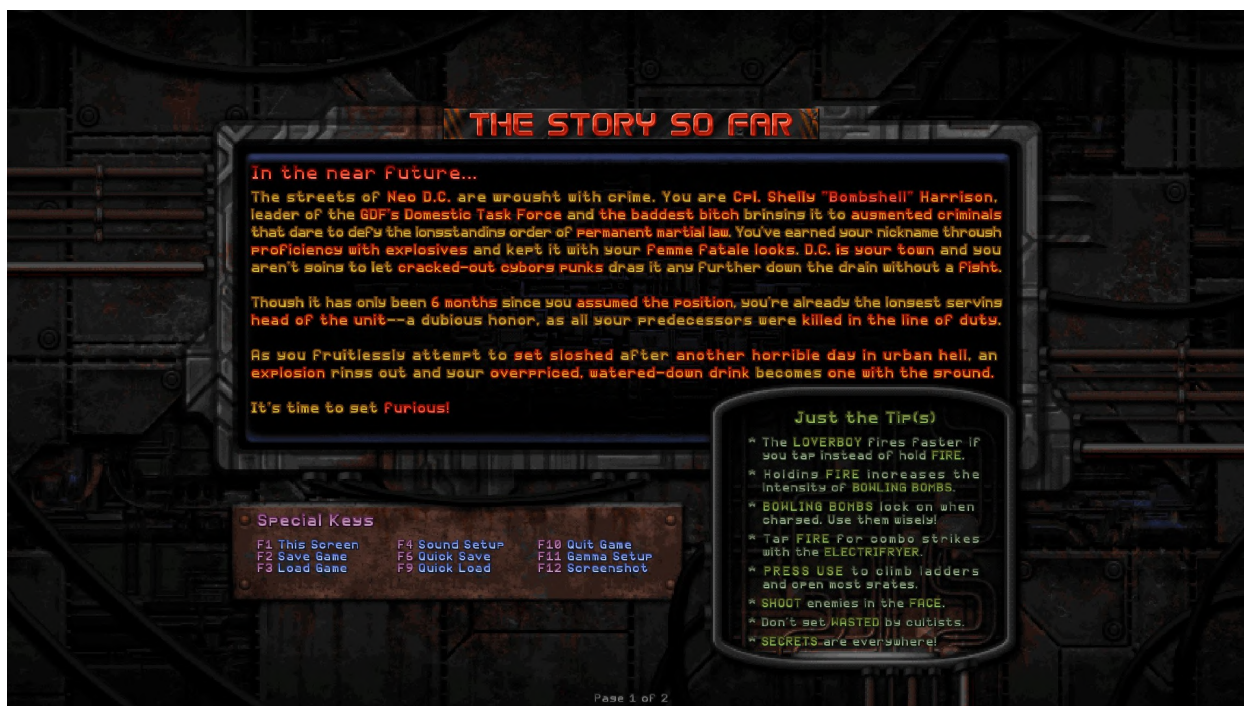 THE STORY SO FAR
In the near future...
The streets of Neo D.C. are wrought with crime. You are Cpl. Shelly "Bombshell" Harrison,
leader of the GDF's Domestic Task Force and the baddest bitch bringing it to augmented criminals
that dare to defy the longstanding order of permanent martial law. You've earned your nickname through
proficiency with explosives and kept it with your femme fatale looks. D.C. is your town and you
aren't going to let cracked-out cyborg punks drag it any further down the drain without a fight.
Though it has only been 6 months since you assumed the position, you're already the longest serving
head of the unit--a dubious honor, as all your predecessors were killed in the line of duty.
As you fruitlessly attempt to get sloshed after another horrible day in urban hell, an
explosion rings out and your overpriced, watered-down drink becomes one with the ground.
It's time to get furious!
Just the Tip(s)
* The LOVERBOY fires faster if
you tap instead of hold FIRE.
* Holding FIRE increases the
intensity of BOWLING BOMBS.
* BOWLING BOMBS lock on when
charged. Use them wisely!
* Tap FIRE for combo strikes
with the ELECTRIFRYER.
* PRESS USE to climb ladders
and open most grates.
* SHOOT enemies in the FACE.
* Don't get WASTED by cultists.
* SECRETS are everywhere!
Special Keys
F1 This Screen F4 Sound Setup F10 Quit Game
F2 Save Game F6 Quick Save F11 Gamma Setup
F3 Load Game F9 Quick Load F12 Screenshot
Page 1 of 2